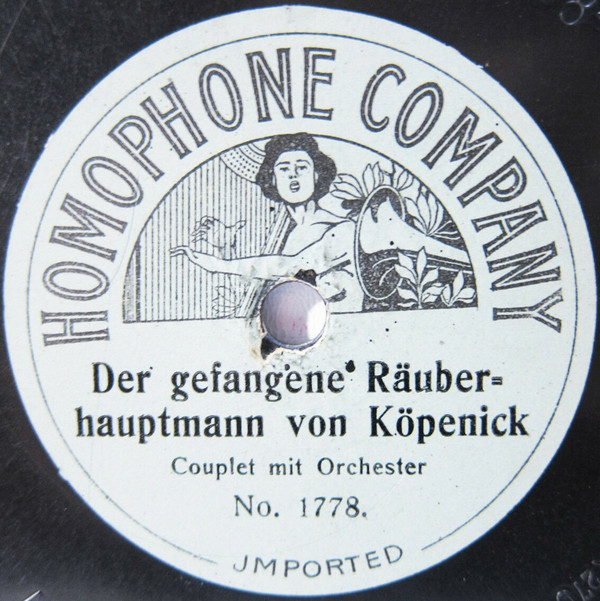 HOMOPHONE COMPANY
Der gefangene Räuber=
hauptmann von Köpenick
Couplet mit Orchester
No. 1778.
JMPORTED